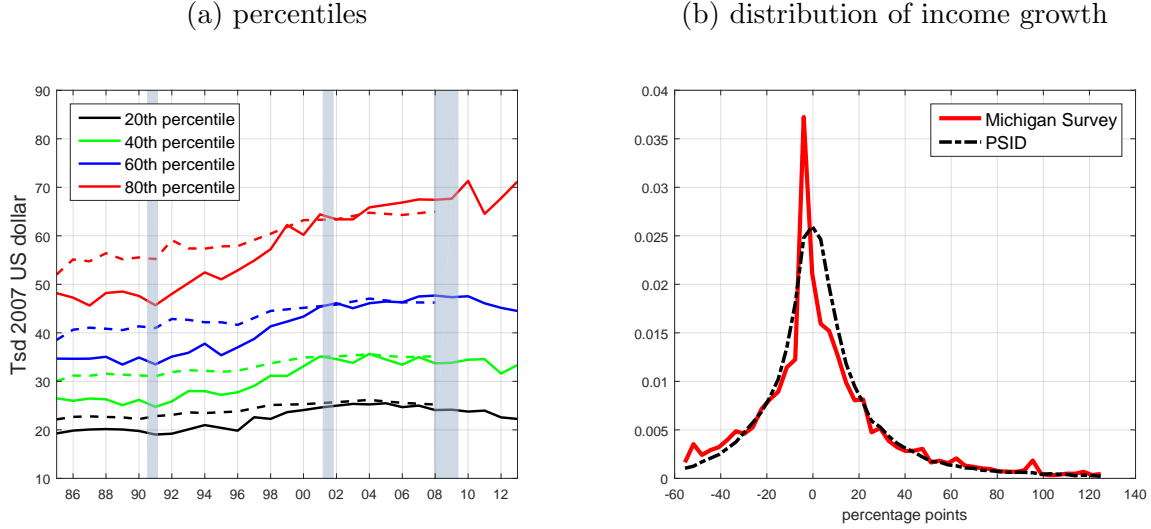 (a) percentiles
Tsd 2007 US dollar
90
80
70
60
50
40
30
20
10
20th percentile
40th percentile
60th percentile
80th percentile
86 88 90 92 94 96 98 00 02 04 06 08 10 12
(b) distribution of income growth
0.04
0.035
0.03
0.025
0.02
0.015
0.01
0.005
0
Michigan Survey
PSID
-60 -40 -20 0 20 40 60 80 100 120 140
percentage points